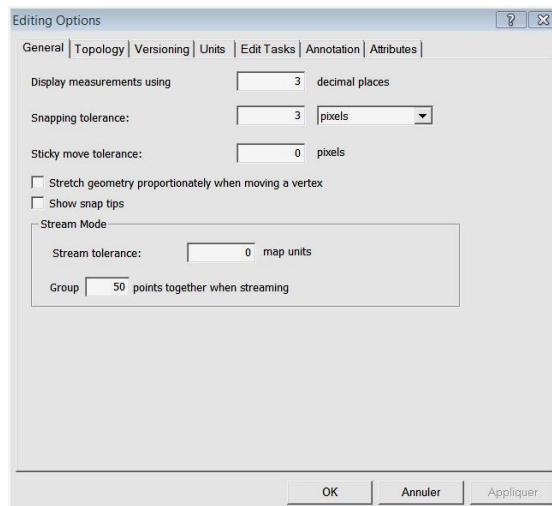 Editing Options
General Topology Versioning Units Edit Tasks Annotation Attributes
Display measurements using 3 decimal places
Snapping tolerance: 3 pixels
Sticky move tolerance: 0 pixels
Stretch geometry proportionately when moving a vertex
Show snap tips
Stream Mode
Stream tolerance: 0 map units
Group 50 points together when streaming
OK Annuler Appliquer